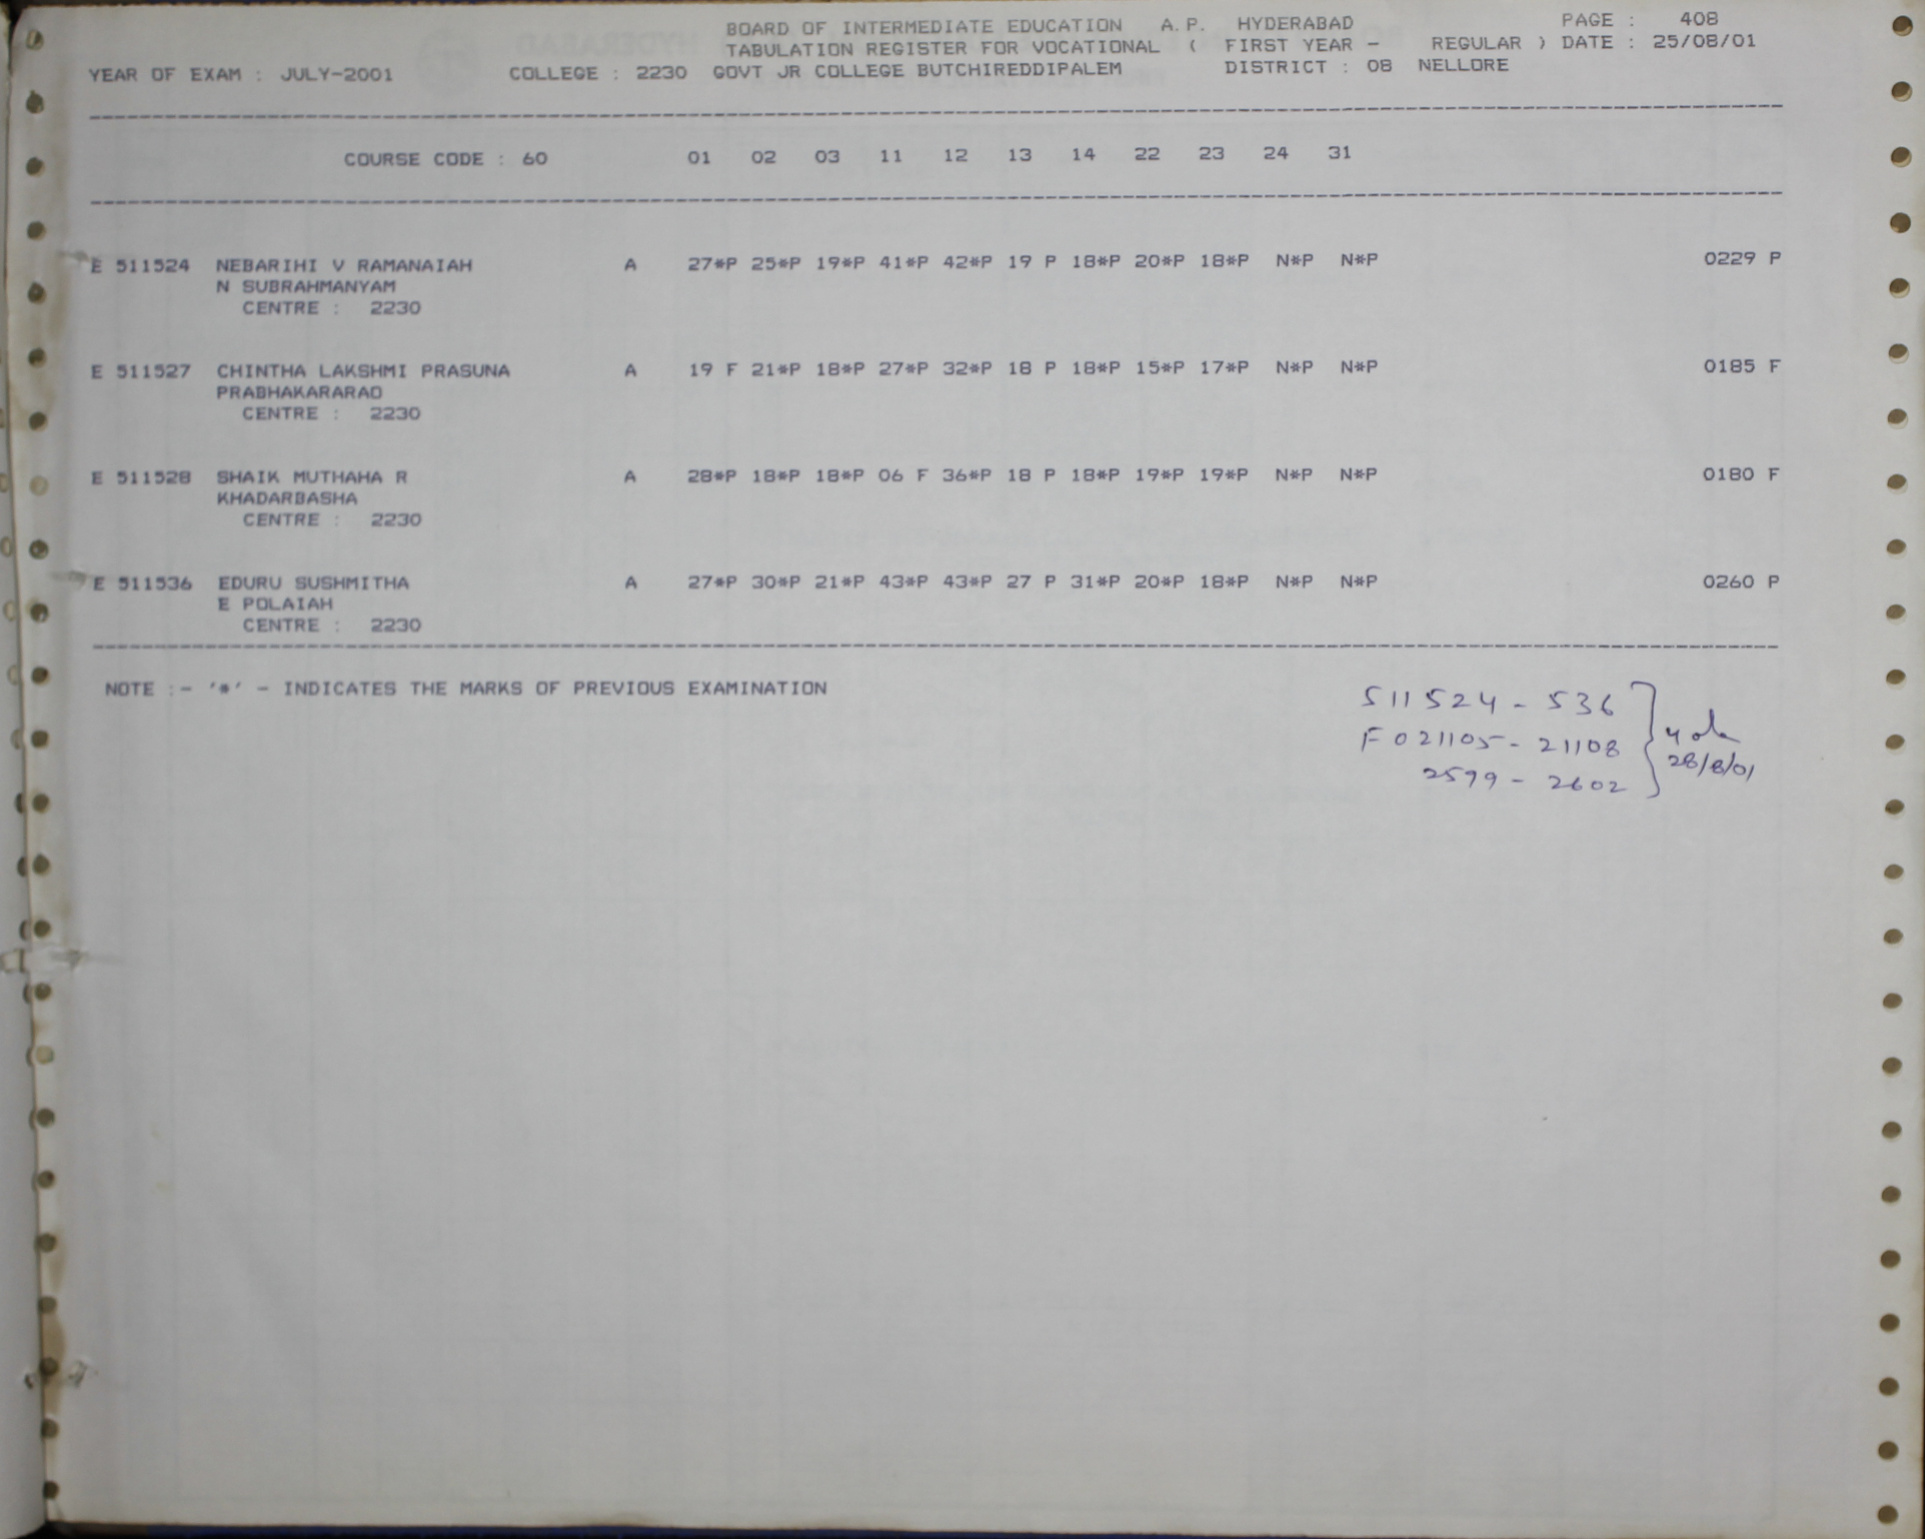 BOARD OF INTERMEDIATE EDUCATION A.P. HYDERABAD PAGE : 408
TABULATION REGISTER FOR VOCATIONAL ( FIRST YEAR - REGULAR ) DATE : 25/08/01
YEAR OF EXAM : JULY-2001 COLLEGE : 2230 GOVT JR COLLEGE BUTCHIREDDIPALEM DISTRICT : 08 NELLORE
COURSE CODE : 60 01 02 03 11 12 13 14 22 23 24 31
E 511524 NEBARIHI V RAMANAIAH A 27*P 25*P 19*P 41*P 42*P 19 P 18*P 20*P 18*P N*P N*P 0229 P
N SUBRAHMANYAM
CENTRE : 2230
E 511527 CHINTHA LAKSHMI PRASUNA A 19 F 21*P 18*P 27*P 32*P 18 P 18*P 15*P 17*P N*P N*P 0185 F
PRABHAKARARAO
CENTRE : 2230
E 511528 SHAIK MUTHAHA R A 28*P 18*P 18*P 06 F 36*P 18 P 18*P 19*P 19*P N*P N*P 0180 F
KHADARBASHA
CENTRE : 2230
E 511536 EDURU SUSHMITHA A 27*P 30*P 21*P 43*P 43*P 27 P 31*P 20*P 18*P N*P N*P 0260 P
E POLAIAH
CENTRE : 2230
NOTE :- '*' - INDICATES THE MARKS OF PREVIOUS EXAMINATION
511524 - 536
F 021105 - 21108
2599 - 2602
28/8/01